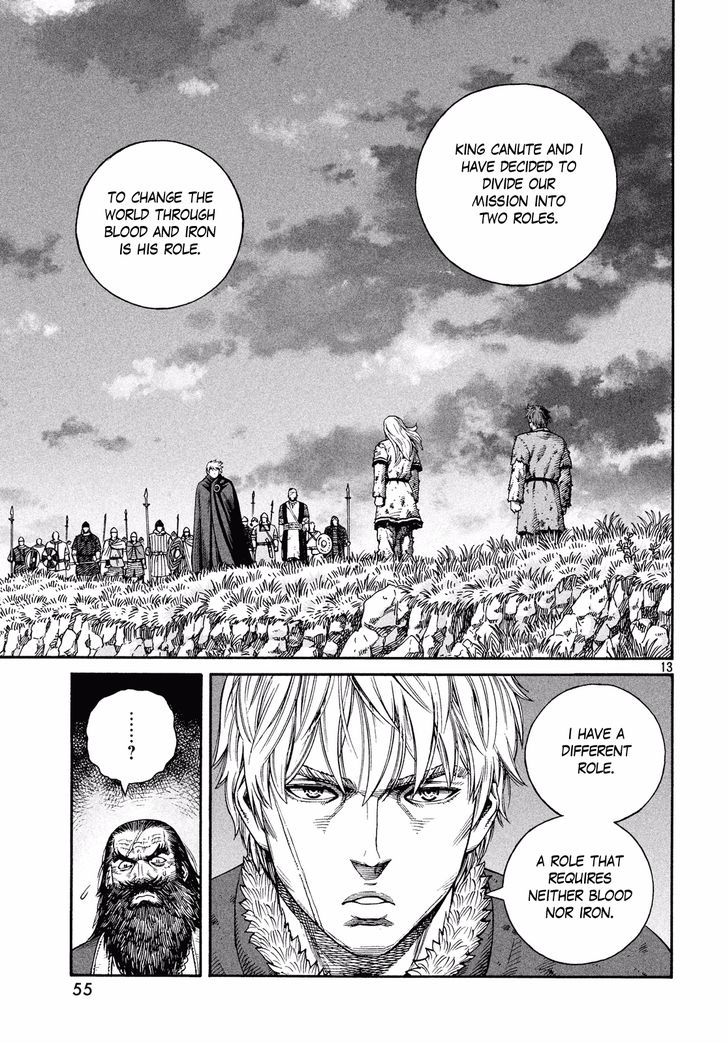 KING CANUTE AND I
HAVE DECIDED TO
DIVIDE OUR
MISSION INTO
TWO ROLES.
TO CHANGE THE
WORLD THROUGH
BLOOD AND IRON
IS HIS ROLE.
13
I HAVE A
DIFFERENT
ROLE.
A ROLE THAT
REQUIRES
NEITHER BLOOD
NOR IRON.
......
?
55